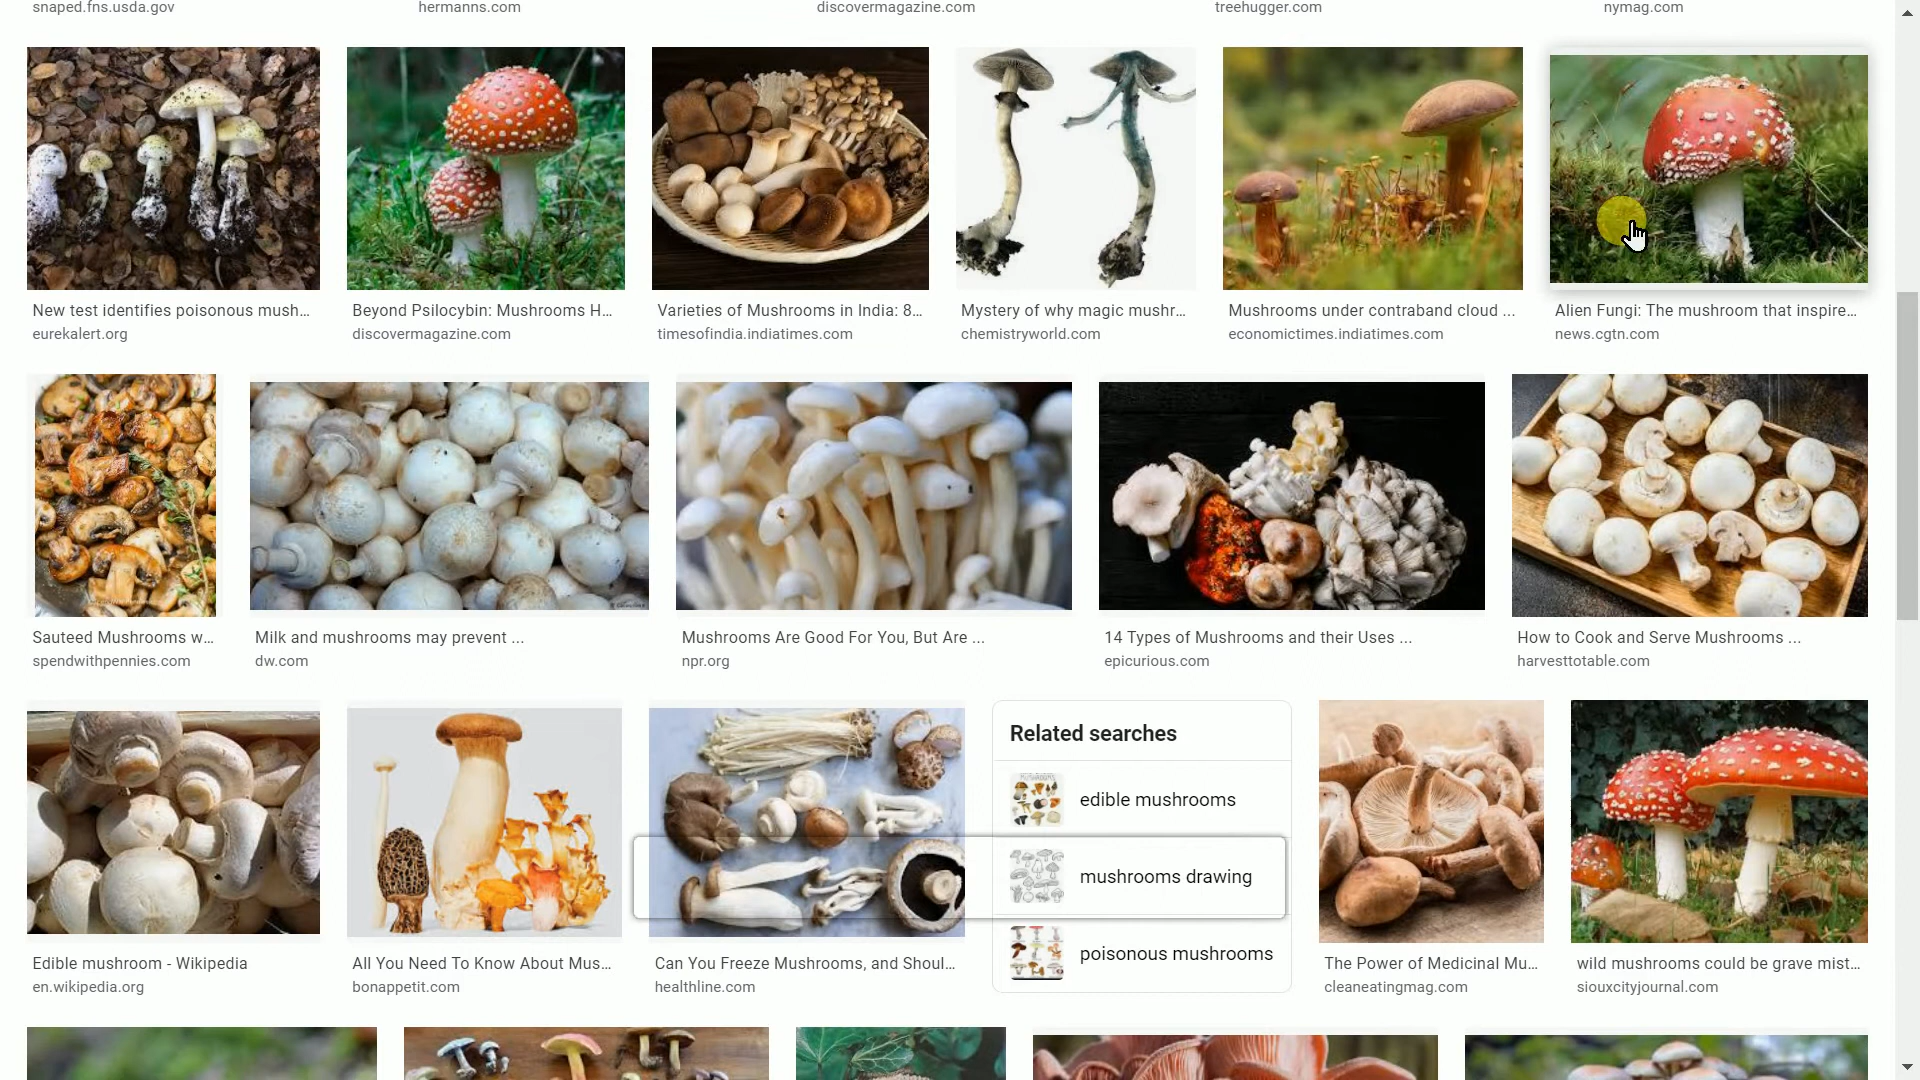 snaped.fns.usda.gov
hermanns.com
discovermagazine.com
treehugger.com
nymag.com
New test identifies poisonous mush...
eurekalert.org
Beyond Psilocybin: Mushrooms H...
discovermagazine.com
Varieties of Mushrooms in India: 8...
timesofindia.indiatimes.com
Mystery of why magic mushr...
chemistryworld.com
Mushrooms under contraband cloud ...
economictimes.indiatimes.com
Alien Fungi: The mushroom that inspire...
news.cgtn.com
Sauteed Mushrooms w...
spendwithpennies.com
Milk and mushrooms may prevent ...
dw.com
Mushrooms Are Good For You, But Are ...
npr.org
14 Types of Mushrooms and their Uses ...
epicurious.com
How to Cook and Serve Mushrooms ...
harvesttotable.com
Edible mushroom - Wikipedia
en.wikipedia.org
All You Need To Know About Mus...
bonappetit.com
Can You Freeze Mushrooms, and Shoul...
healthline.com
Related searches
edible mushrooms
mushrooms drawing
poisonous mushrooms
The Power of Medicinal Mu...
cleaneatingmag.com
wild mushrooms could be grave mist...
siouxcityjournal.com